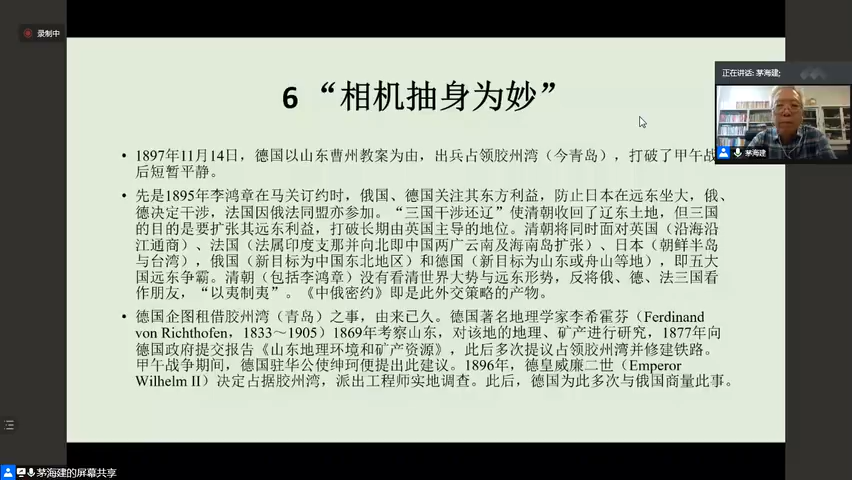 录制中
6 “相机抽身为妙”
正在讲话: 茅海建;
茅海建
• 1897年11月14日，德国以山东曹州教案为由，出兵占领胶州湾（今青岛），打破了甲午战
后短暂平静。
• 先是1895年李鸿章在马关订约时，俄国、德国关注其东方利益，防止日本在远东坐大，俄、
德决定干涉，法国因俄法同盟亦参加。“三国干涉还辽”使清朝收回了辽东土地，但三国
的目的是要扩张其远东利益，打破长期由英国主导的地位。清朝将同时面对英国（沿海沿
江通商）、法国（法属印度支那并向北即中国两广云南及海南岛扩张）、日本（朝鲜半岛
与台湾），俄国（新目标为中国东北地区）和德国（新目标为山东或舟山等地），即五大
国远东争霸。清朝（包括李鸿章）没有看清世界大势与远东形势，反将俄、德、法三国看
作朋友，“以夷制夷”。《中俄密约》即是此外交策略的产物。
• 德国企图租借胶州湾（青岛）之事，由来已久。德国著名地理学家李希霍芬（Ferdinand
von Richthofen，1833～1905）1869年考察山东，对该地的地理、矿产进行研究，1877年向
德国政府提交报告《山东地理环境和矿产资源》，此后多次提议占领胶州湾并修建铁路。
甲午战争期间，德国驻华公使绅珂便提出此建议。1896年，德皇威廉二世（Emperor
Wilhelm II）决定占据胶州湾，派出工程师实地调查。此后，德国为此多次与俄国商量此事。
茅海建的屏幕共享